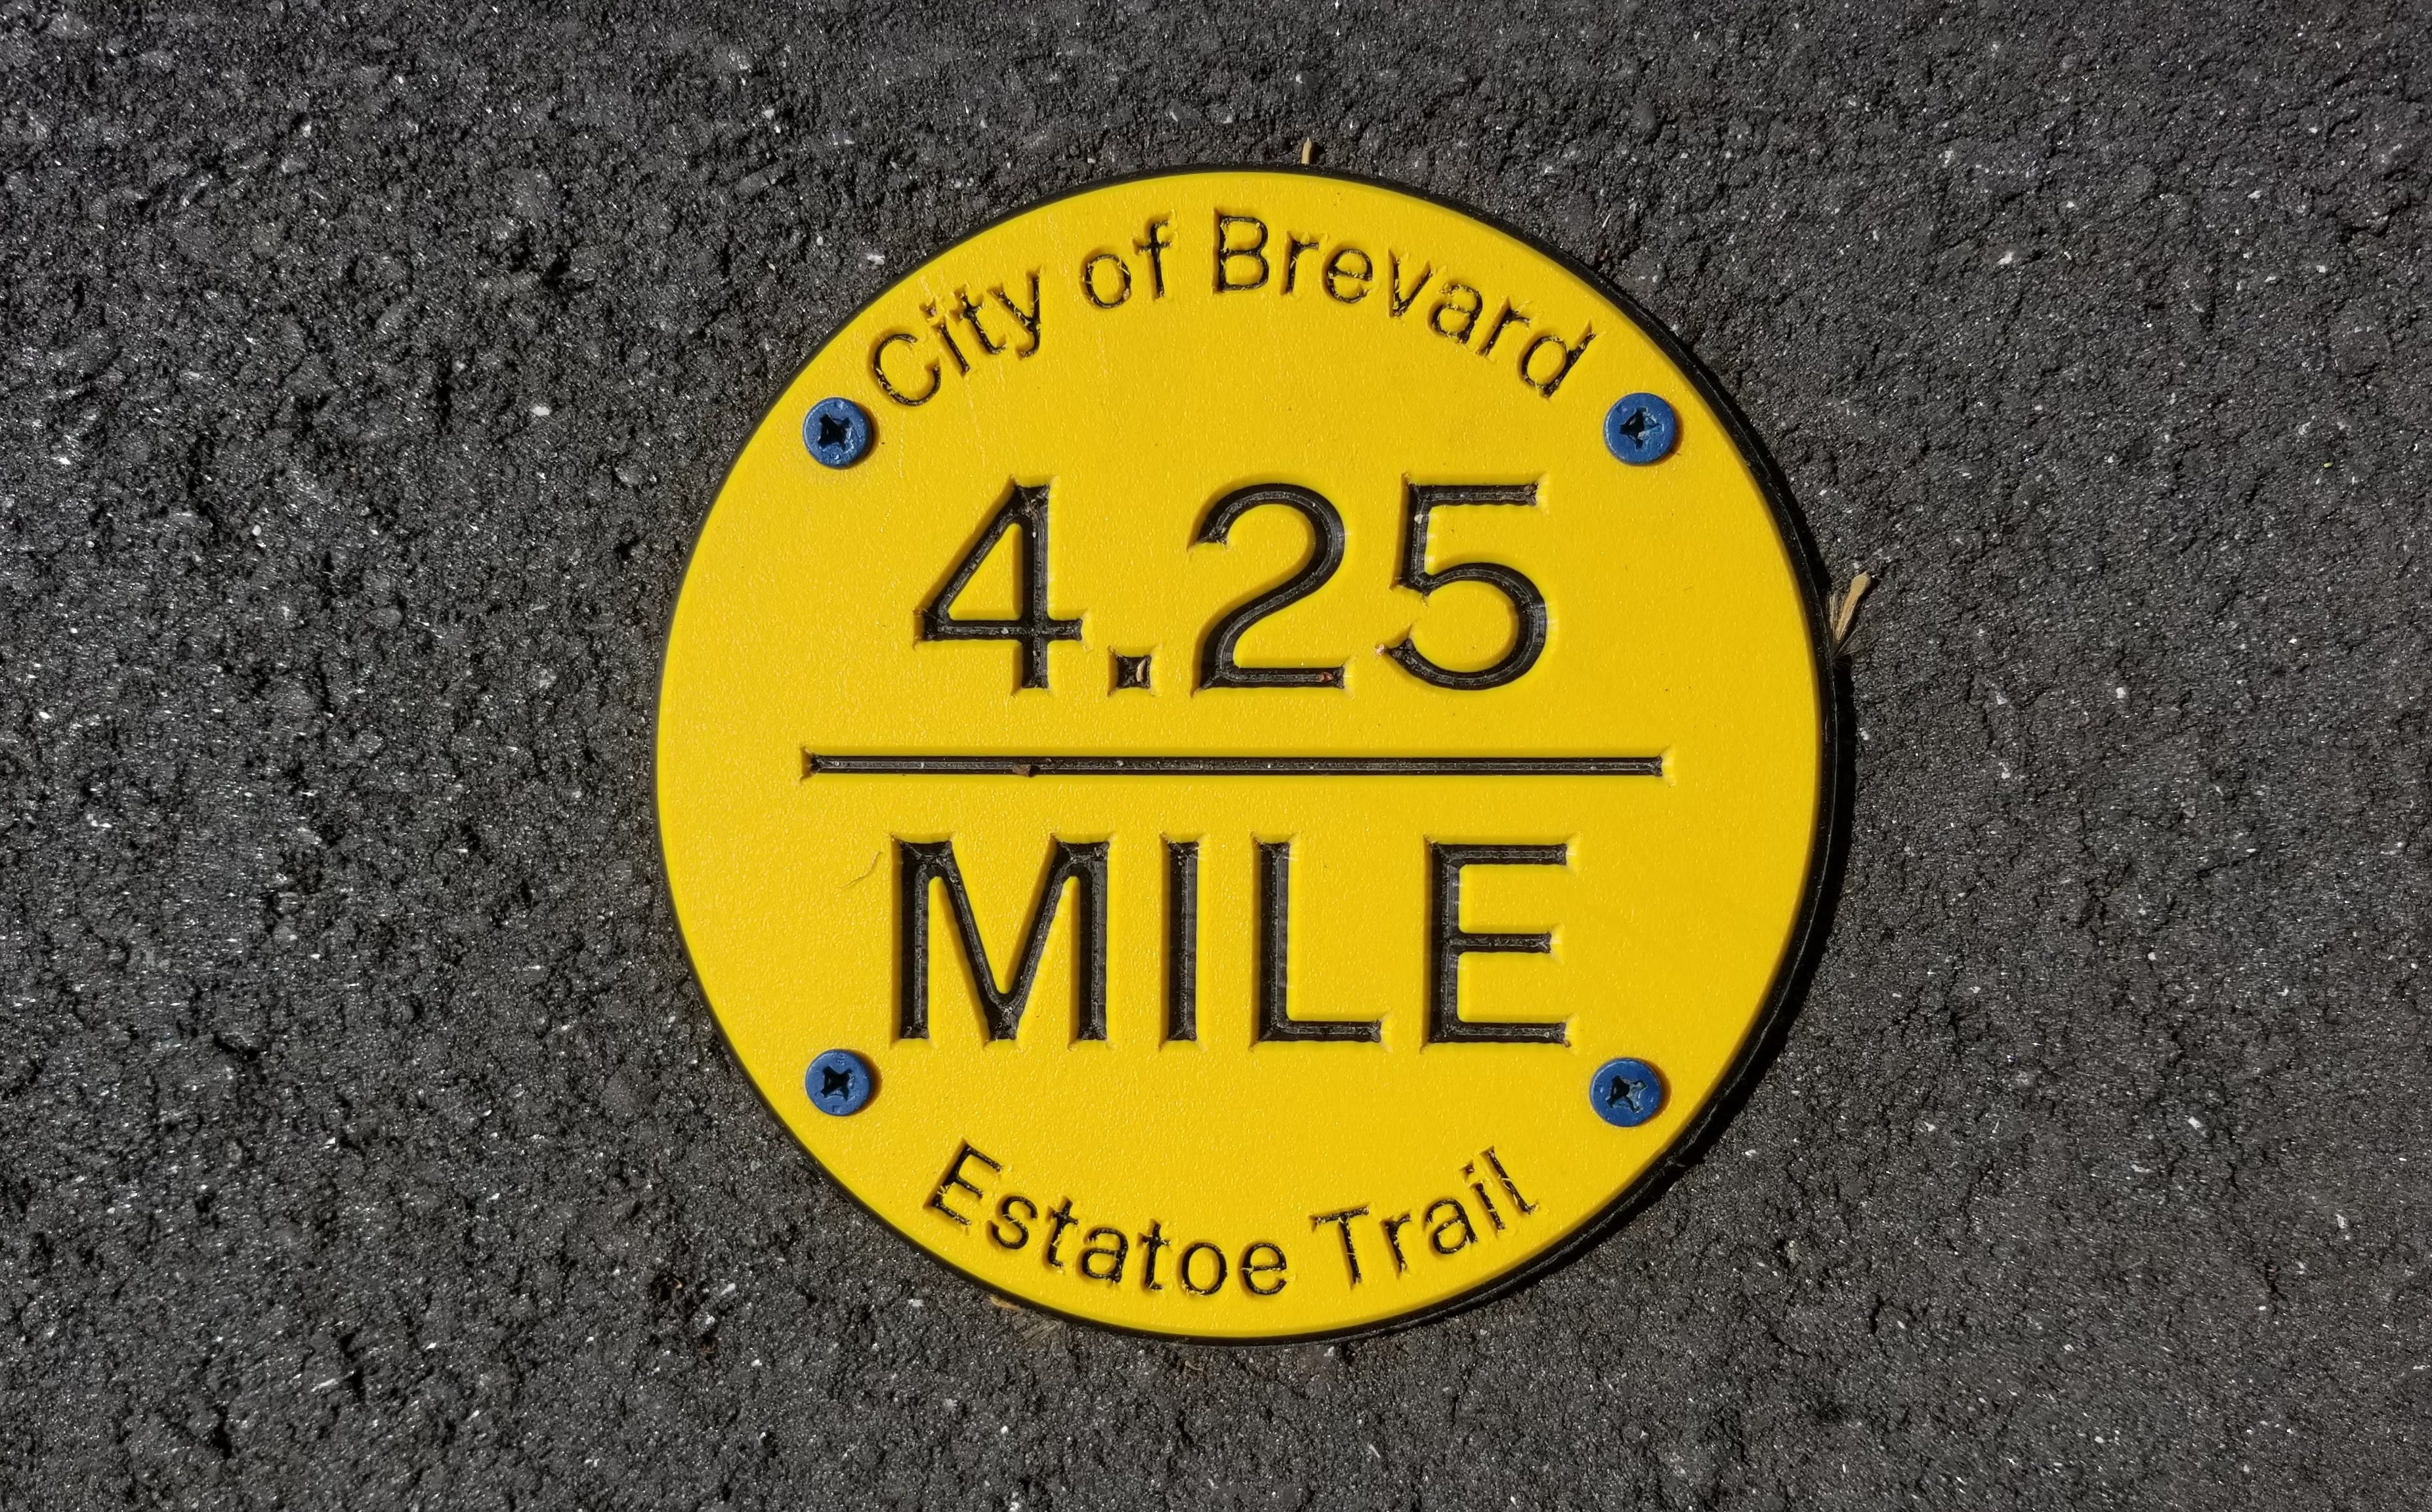 City of Brevard
4.25
MILE
Estatoe Trail